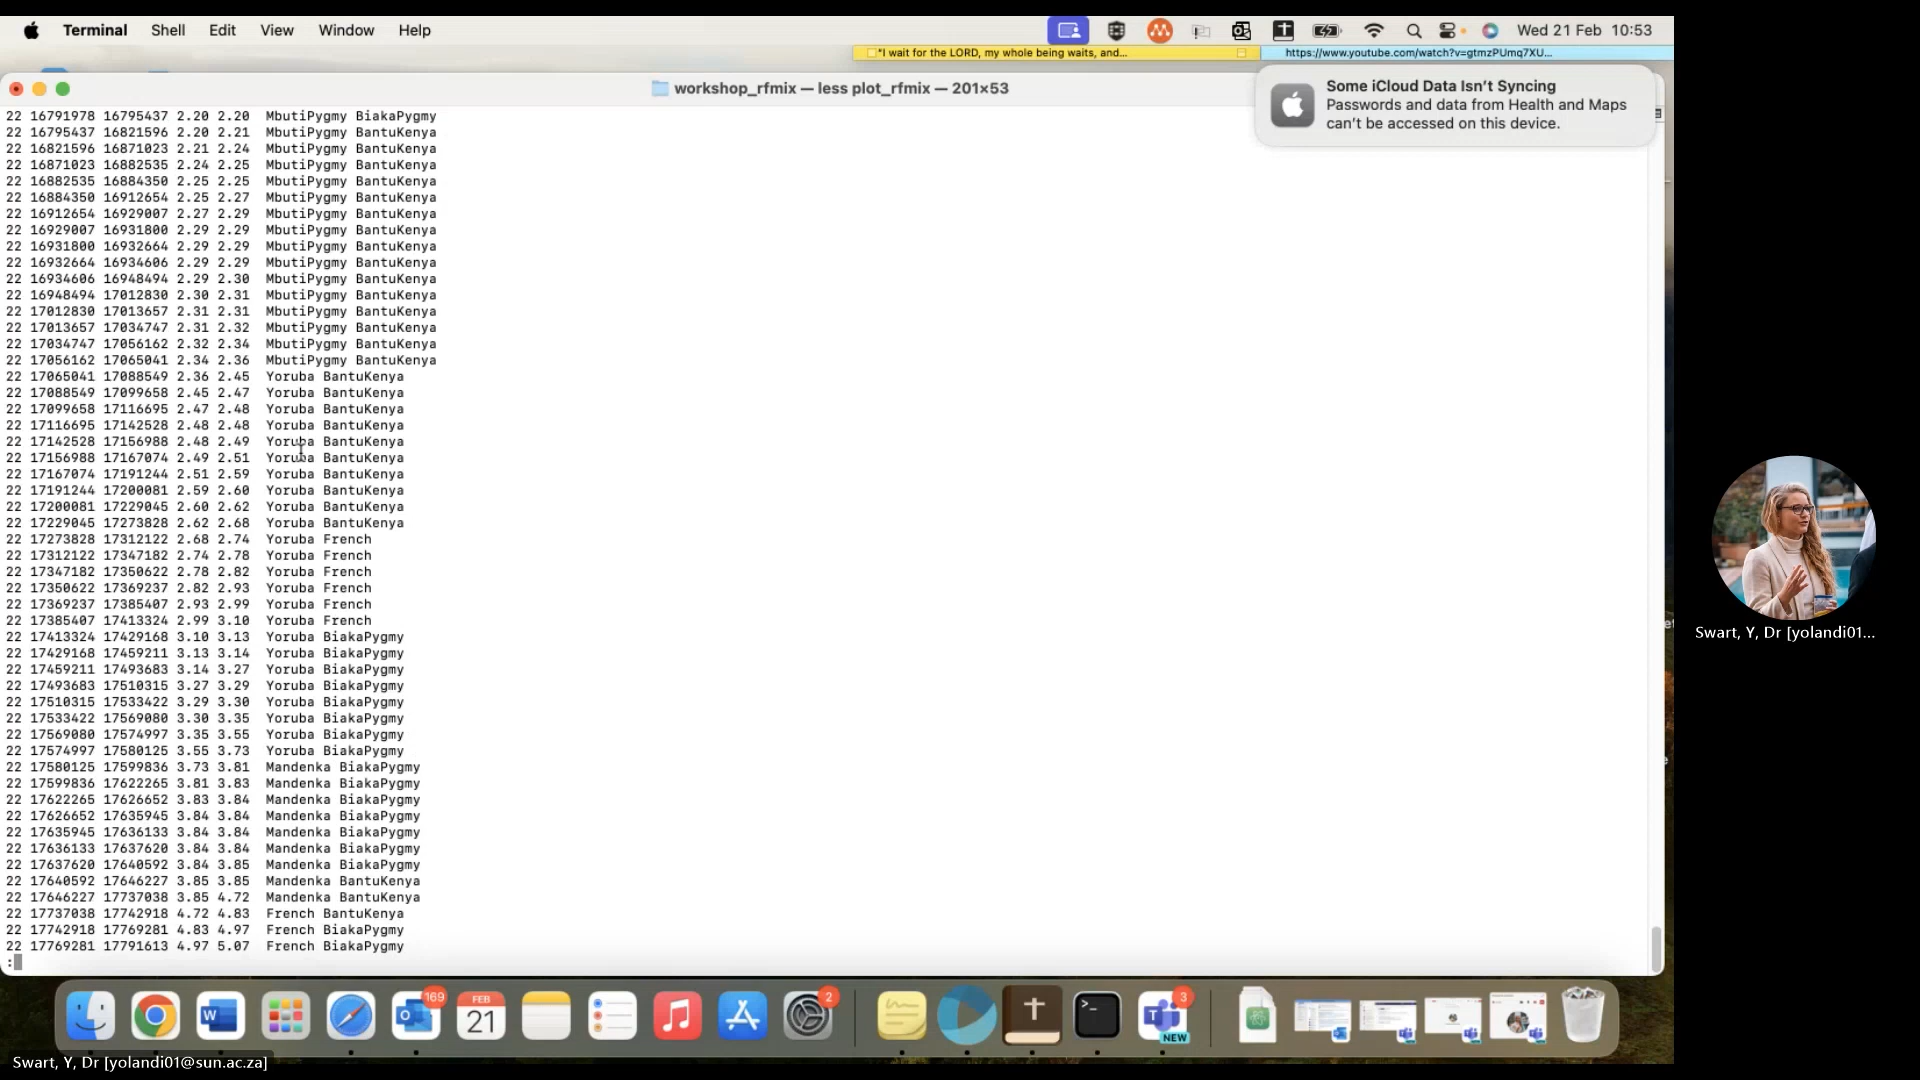 Terminal Shell Edit View Window Help Wed 21 Feb 10:53
"I wait for the LORD, my whole being waits, and...
https://www.youtube.com/watch?v=gtmzPUmq7XU...
workshop_rfmix — less plot_rfmix — 201×53
Some iCloud Data Isn't Syncing
Passwords and data from Health and Maps
can't be accessed on this device.
22 16791978 16795437 2.20 2.20 MbutiPygmy BiakaPygmy
22 16795437 16821596 2.20 2.21 MbutiPygmy BantuKenya
22 16821596 16871023 2.21 2.24 MbutiPygmy BantuKenya
22 16871023 16882535 2.24 2.25 MbutiPygmy BantuKenya
22 16882535 16884350 2.25 2.25 MbutiPygmy BantuKenya
22 16884350 16912654 2.25 2.27 MbutiPygmy BantuKenya
22 16912654 16929007 2.27 2.29 MbutiPygmy BantuKenya
22 16929007 16931800 2.29 2.29 MbutiPygmy BantuKenya
22 16931800 16932664 2.29 2.29 MbutiPygmy BantuKenya
22 16932664 16934606 2.29 2.29 MbutiPygmy BantuKenya
22 16934606 16948494 2.29 2.30 MbutiPygmy BantuKenya
22 16948494 17012830 2.30 2.31 MbutiPygmy BantuKenya
22 17012830 17013657 2.31 2.31 MbutiPygmy BantuKenya
22 17013657 17034747 2.31 2.32 MbutiPygmy BantuKenya
22 17034747 17056162 2.32 2.34 MbutiPygmy BantuKenya
22 17056162 17065041 2.34 2.36 MbutiPygmy BantuKenya
22 17065041 17088549 2.36 2.45 Yoruba BantuKenya
22 17088549 17099658 2.45 2.47 Yoruba BantuKenya
22 17099658 17116695 2.47 2.48 Yoruba BantuKenya
22 17116695 17142528 2.48 2.48 Yoruba BantuKenya
22 17142528 17156988 2.48 2.49 Yoruba BantuKenya
22 17156988 17167074 2.49 2.51 Yoruba BantuKenya
22 17167074 17191244 2.51 2.59 Yoruba BantuKenya
22 17191244 17200081 2.59 2.60 Yoruba BantuKenya
22 17200081 17229045 2.60 2.62 Yoruba BantuKenya
22 17229045 17273828 2.62 2.68 Yoruba BantuKenya
22 17273828 17312122 2.68 2.74 Yoruba French
22 17312122 17347182 2.74 2.78 Yoruba French
22 17347182 17350622 2.78 2.82 Yoruba French
22 17350622 17369237 2.82 2.93 Yoruba French
22 17369237 17385407 2.93 2.99 Yoruba French
22 17385407 17413324 2.99 3.10 Yoruba French
22 17413324 17429168 3.10 3.13 Yoruba BiakaPygmy
22 17429168 17459211 3.13 3.14 Yoruba BiakaPygmy
22 17459211 17493683 3.14 3.27 Yoruba BiakaPygmy
22 17493683 17510315 3.27 3.29 Yoruba BiakaPygmy
22 17510315 17533422 3.29 3.30 Yoruba BiakaPygmy
22 17533422 17569080 3.30 3.35 Yoruba BiakaPygmy
22 17569080 17574997 3.35 3.55 Yoruba BiakaPygmy
22 17574997 17580125 3.55 3.73 Yoruba BiakaPygmy
22 17580125 17599836 3.73 3.81 Mandenka BiakaPygmy
22 17599836 17622265 3.81 3.83 Mandenka BiakaPygmy
22 17622265 17626652 3.83 3.84 Mandenka BiakaPygmy
22 17626652 17635945 3.84 3.84 Mandenka BiakaPygmy
22 17635945 17636133 3.84 3.84 Mandenka BiakaPygmy
22 17636133 17637620 3.84 3.84 Mandenka BiakaPygmy
22 17637620 17640592 3.84 3.85 Mandenka BiakaPygmy
22 17640592 17646227 3.85 3.85 Mandenka BantuKenya
22 17646227 17737038 3.85 4.72 Mandenka BantuKenya
22 17737038 17742918 4.72 4.83 French BantuKenya
22 17742918 17769281 4.83 4.97 French BiakaPygmy
22 17769281 17791613 4.97 5.07 French BiakaPygmy
:
Swart, Y, Dr [yolandi01...
169 FEB 21 2 3 NEW
Swart, Y, Dr [yolandi01@sun.ac.za]